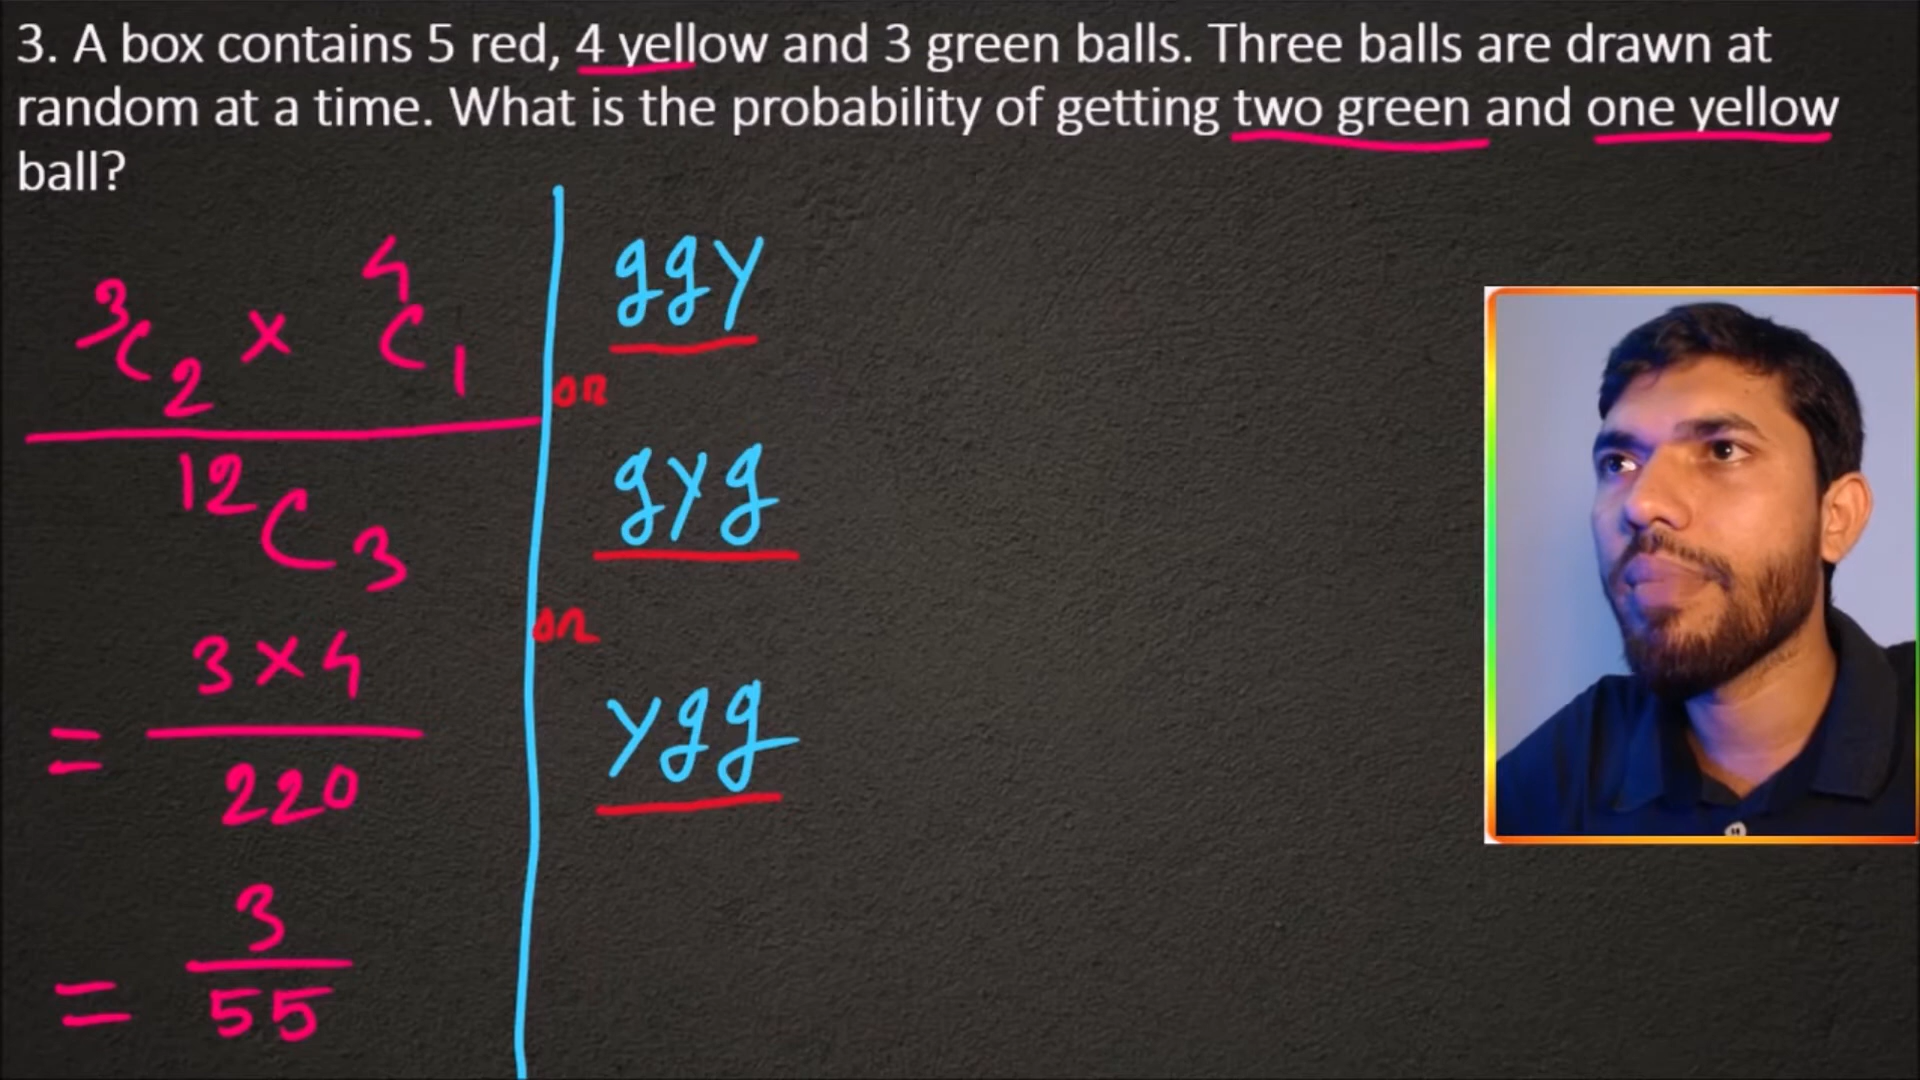 3. A box contains 5 red, 4 yellow and 3 green balls. Three balls are drawn at
random at a time. What is the probability of getting two green and one yellow
ball?
³C₂ × ⁴C₁
¹²C₃
= 3 × 4
220
= 3
55
ggy
or
gyg
or
ygg